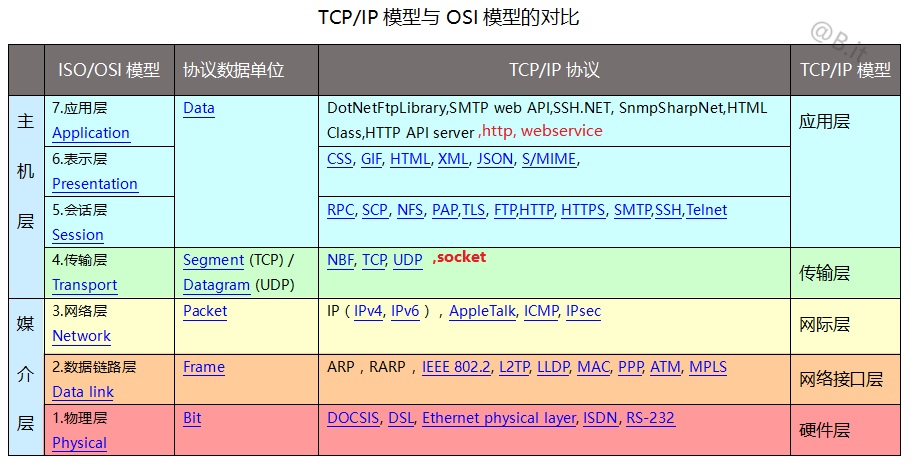 TCP/IP 模型与 OSI 模型的对比
@B.it
ISO/OSI 模型 协议数据单位 TCP/IP 协议 TCP/IP 模型
主机层
7.应用层
Application
Data
DotNetFtpLibrary,SMTP web API,SSH.NET, SnmpSharpNet,HTML
Class,HTTP API server ,http, webservice
应用层
6.表示层
Presentation
CSS, GIF, HTML, XML, JSON, S/MIME,
5.会话层
Session
RPC, SCP, NFS, PAP,TLS, FTP,HTTP, HTTPS, SMTP,SSH,Telnet
4.传输层
Transport
Segment (TCP) /
Datagram (UDP)
NBF, TCP, UDP ,socket
传输层
媒介层
3.网络层
Network
Packet
IP（IPv4, IPv6），AppleTalk, ICMP, IPsec
网际层
2.数据链路层
Data link
Frame
ARP，RARP，IEEE 802.2, L2TP, LLDP, MAC, PPP, ATM, MPLS
网络接口层
1.物理层
Physical
Bit
DOCSIS, DSL, Ethernet physical layer, ISDN, RS-232
硬件层